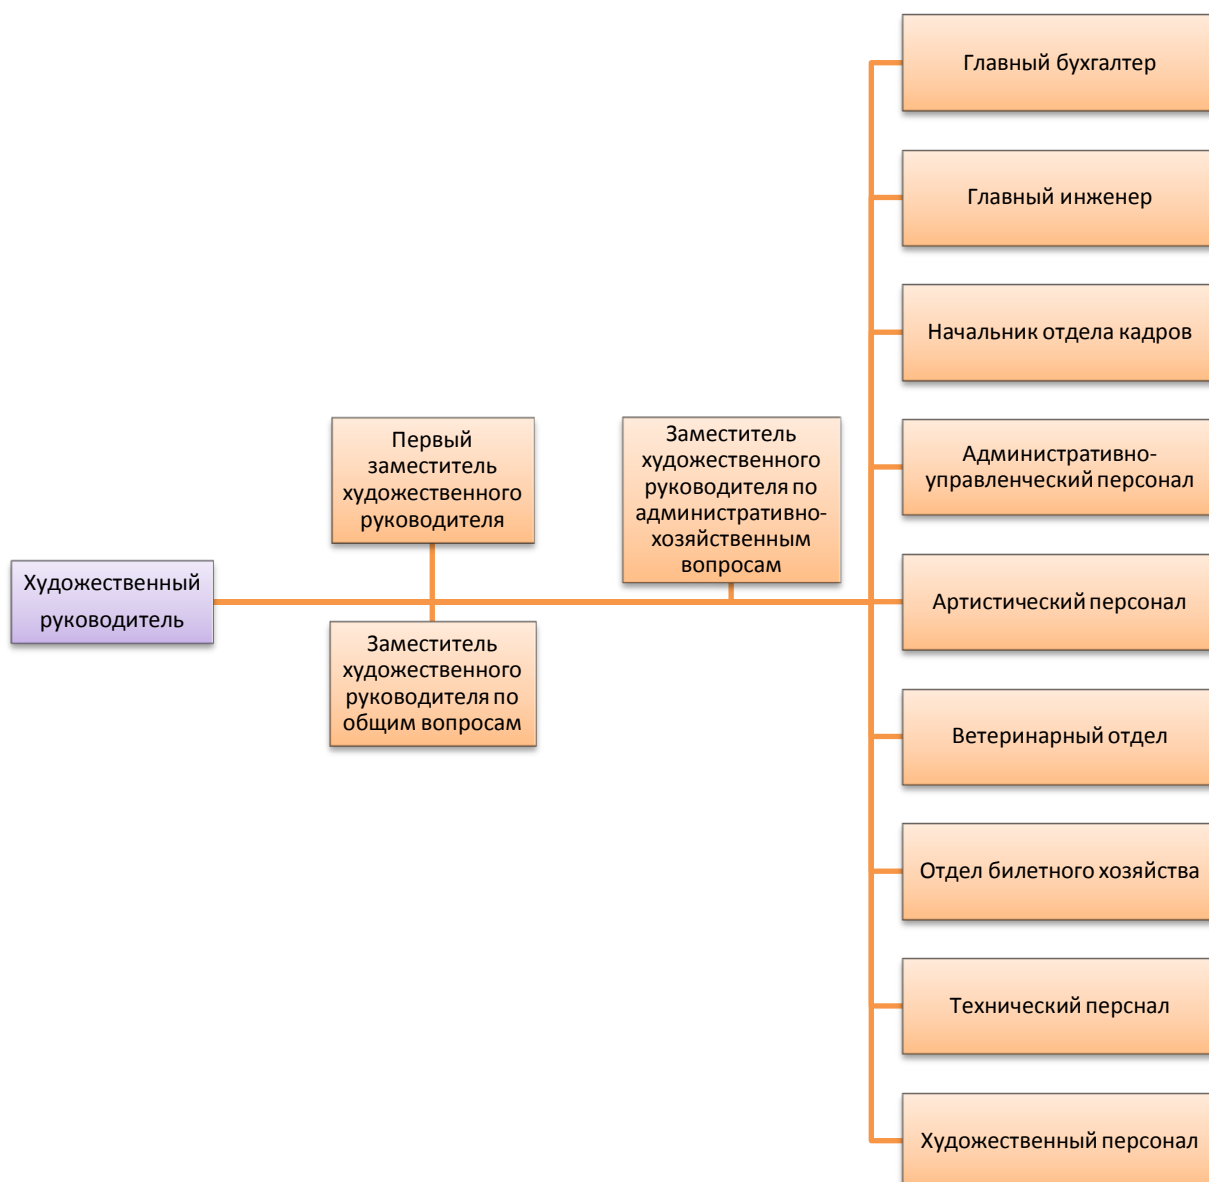 Художественный
руководитель
Первый
заместитель
художественного
руководителя
Заместитель
художественного
руководителя по
общим вопросам
Заместитель
художественного
руководителя по
административно-
хозяйственным
вопросам
Главный бухгалтер
Главный инженер
Начальник отдела кадров
Административно-
управленческий персонал
Артистический персонал
Ветеринарный отдел
Отдел билетного хозяйства
Технический перснал
Художественный персонал